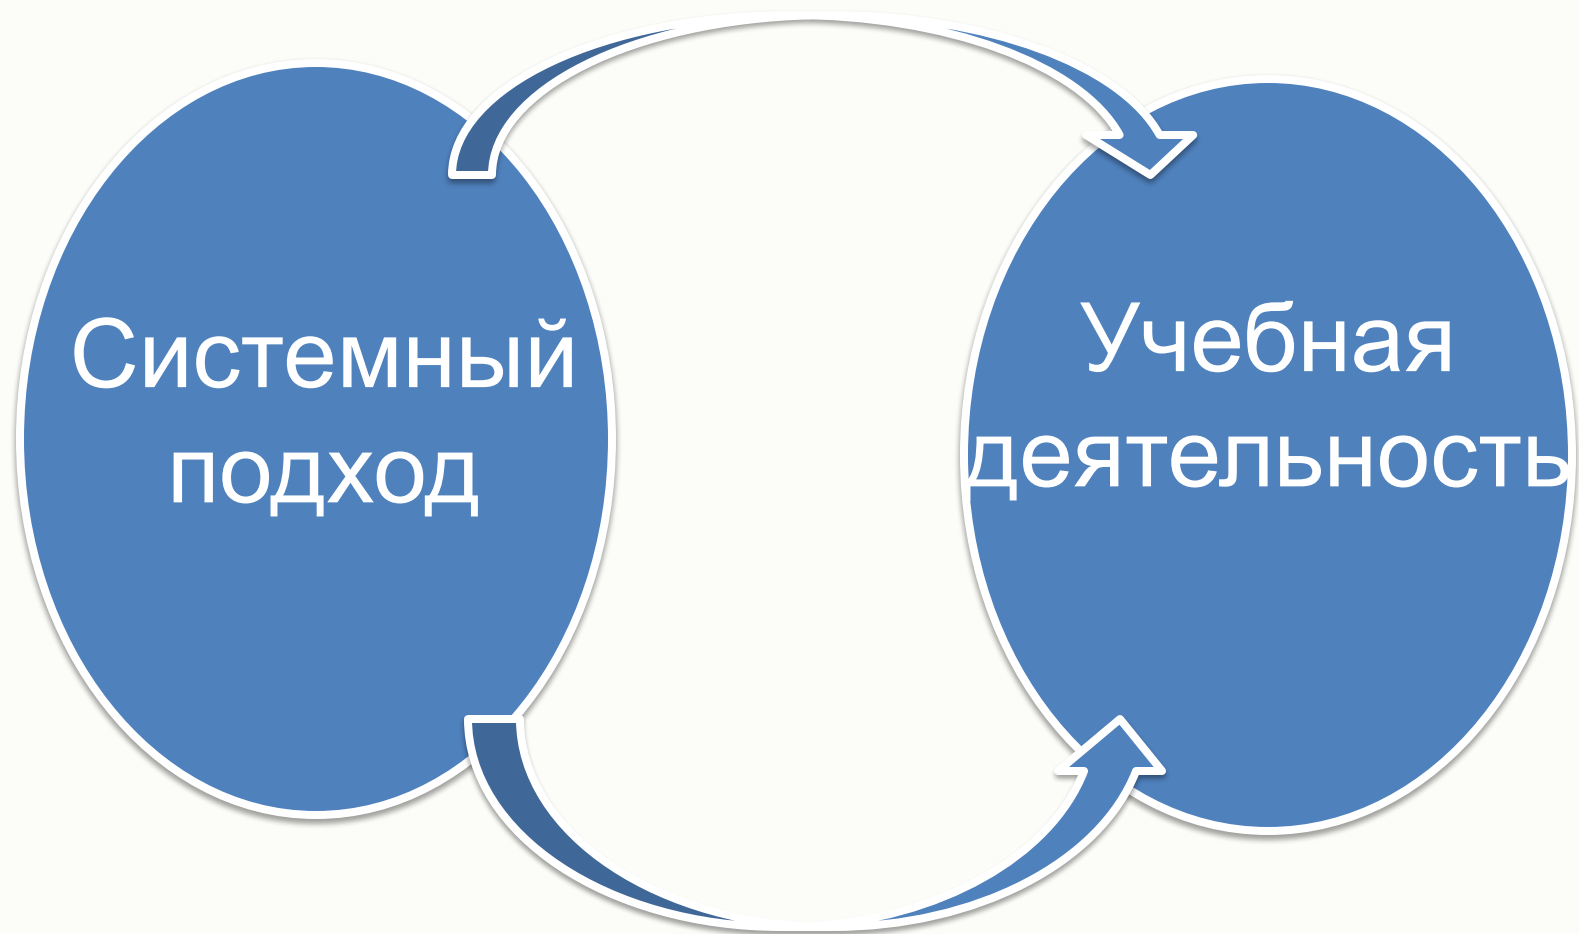 Системный
подход
Учебная
деятельность